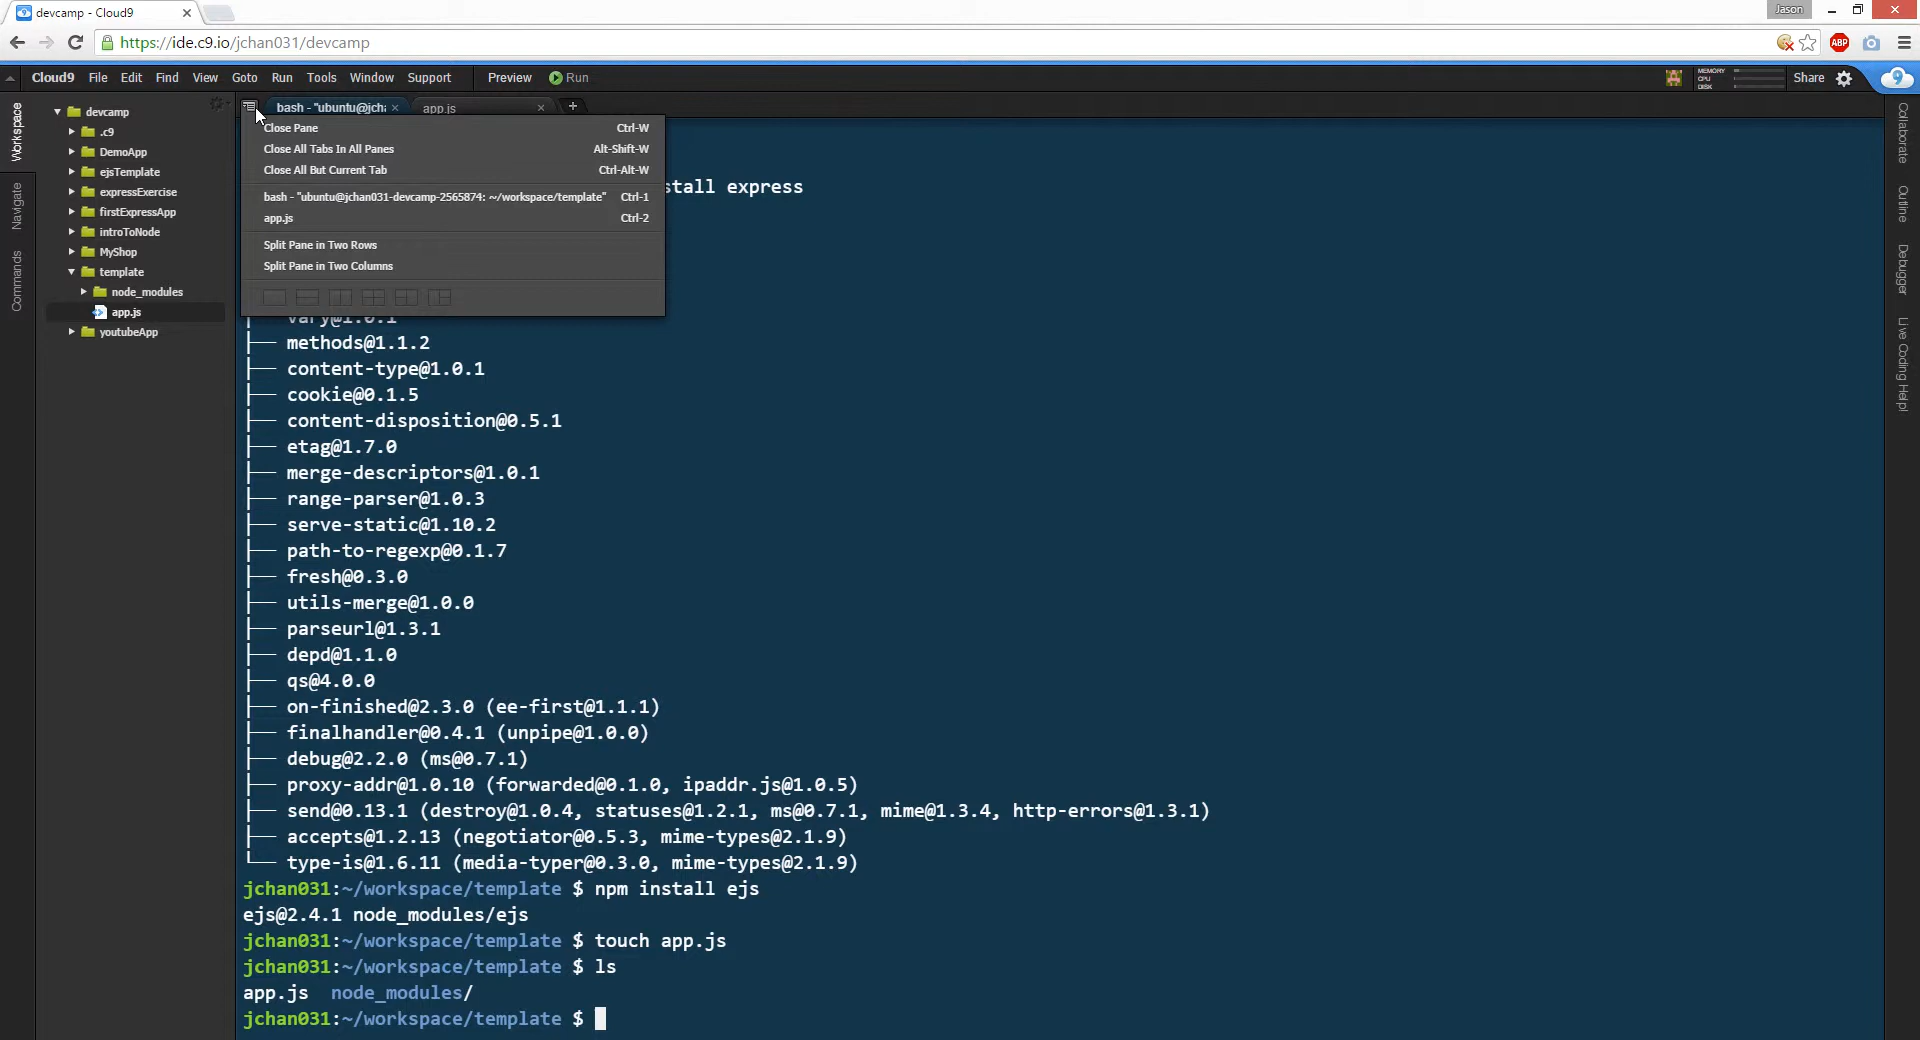 devcamp - Cloud9
Jason
https://ide.c9.io/jchan031/devcamp
ABP
Cloud9 File Edit Find View Goto Run Tools Window Support Preview Run
MEMORY
CPU
DISK
Share
9
Workspace
Navigate
Commands
devcamp
.c9
DemoApp
ejsTemplate
expressExercise
firstExpressApp
introToNode
MyShop
template
node_modules
app.js
youtubeApp
bash - "ubuntu@jcha
app.js
Close Pane Ctrl-W
Close All Tabs In All Panes Alt-Shift-W
Close All But Current Tab Ctrl-Alt-W
bash - "ubuntu@jchan031-devcamp-2565874: ~/workspace/template" Ctrl-1
app.js Ctrl-2
Split Pane in Two Rows
Split Pane in Two Columns
stall express
vary@1.0.1
├── methods@1.1.2
├── content-type@1.0.1
├── cookie@0.1.5
├── content-disposition@0.5.1
├── etag@1.7.0
├── merge-descriptors@1.0.1
├── range-parser@1.0.3
├── serve-static@1.10.2
├── path-to-regexp@0.1.7
├── fresh@0.3.0
├── utils-merge@1.0.0
├── parseurl@1.3.1
├── depd@1.1.0
├── qs@4.0.0
├── on-finished@2.3.0 (ee-first@1.1.1)
├── finalhandler@0.4.1 (unpipe@1.0.0)
├── debug@2.2.0 (ms@0.7.1)
├── proxy-addr@1.0.10 (forwarded@0.1.0, ipaddr.js@1.0.5)
├── send@0.13.1 (destroy@1.0.4, statuses@1.2.1, ms@0.7.1, mime@1.3.4, http-errors@1.3.1)
├── accepts@1.2.13 (negotiator@0.5.3, mime-types@2.1.9)
└── type-is@1.6.11 (media-typer@0.3.0, mime-types@2.1.9)
jchan031:~/workspace/template $ npm install ejs
ejs@2.4.1 node_modules/ejs
jchan031:~/workspace/template $ touch app.js
jchan031:~/workspace/template $ ls
app.js node_modules/
jchan031:~/workspace/template $
Collaborate
Outline
Debugger
Live Coding Help!